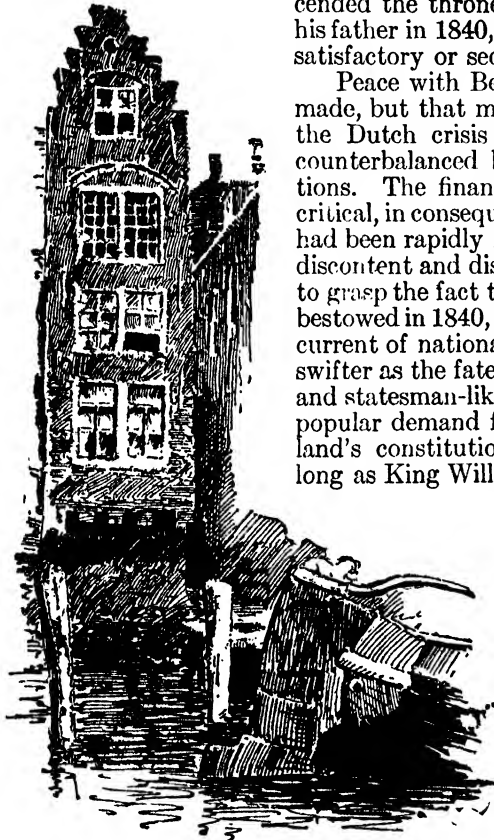 cended the throne
his father in 1840,
satisfactory or sec
Peace with Be
made, but that m
the Dutch crisis
counterbalanced
tions. The finan
critical, in consequ
had been rapidly
discontent and dis
to grasp the fact t
bestowed in 1840,
current of nationa
swifter as the fate
and statesman-lik
popular demand f
land's constitutio
long as King Will